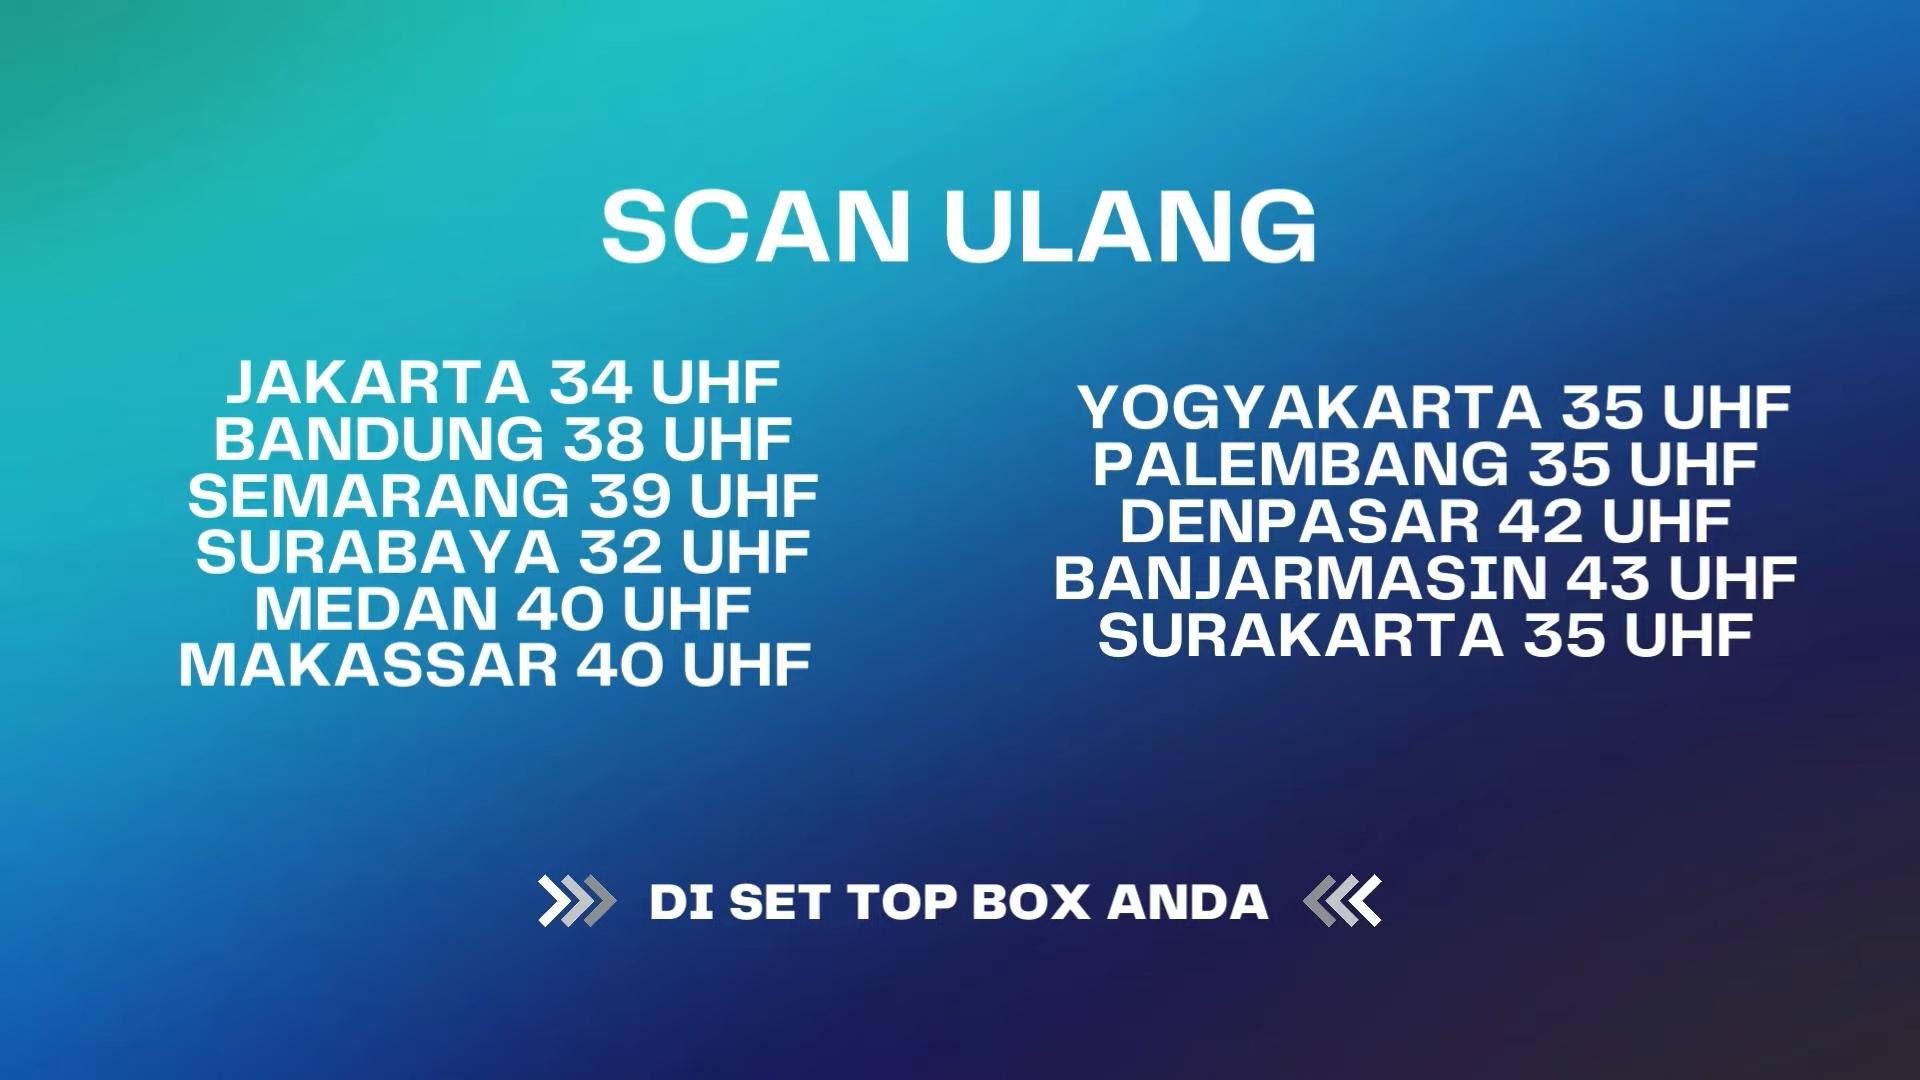 SCAN ULANG
JAKARTA 34 UHF
BANDUNG 38 UHF
SEMARANG 39 UHF
SURABAYA 32 UHF
MEDAN 40 UHF
MAKASSAR 40 UHF
YOGYAKARTA 35 UHF
PALEMBANG 35 UHF
DENPASAR 42 UHF
BANJARMASIN 43 UHF
SURAKARTA 35 UHF
DI SET TOP BOX ANDA